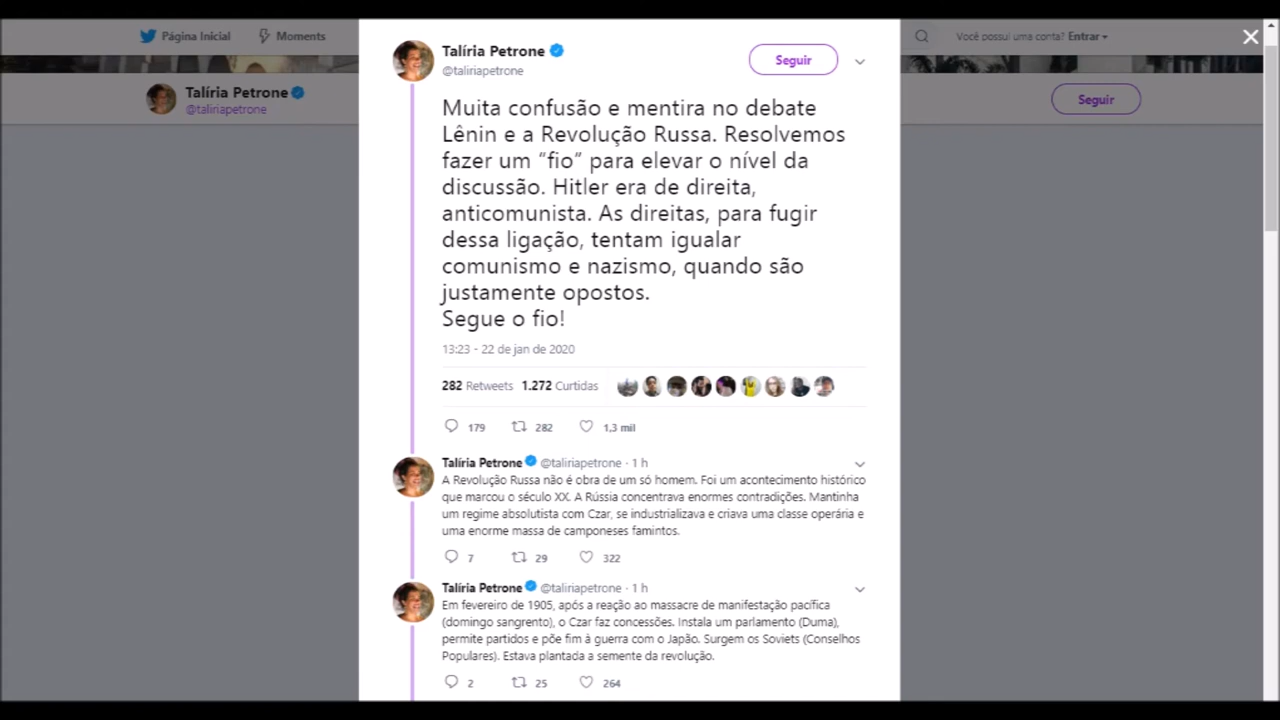 Página Inicial
Moments
Você possui uma conta? Entrar
Talíria Petrone
@taliriapetrone
Seguir
Talíria Petrone
@taliriapetrone
Seguir
Muita confusão e mentira no debate
Lênin e a Revolução Russa. Resolvemos
fazer um “fio” para elevar o nível da
discussão. Hitler era de direita,
anticomunista. As direitas, para fugir
dessa ligação, tentam igualar
comunismo e nazismo, quando são
justamente opostos.
Segue o fio!
13:23 - 22 de jan de 2020
282 Retweets 1.272 Curtidas
179 282 1,3 mil
Talíria Petrone @taliriapetrone · 1 h
A Revolução Russa não é obra de um só homem. Foi um acontecimento histórico
que marcou o século XX. A Rússia concentrava enormes contradições. Mantinha
um regime absolutista com Czar, se industrializava e criava uma classe operária e
uma enorme massa de camponeses famintos.
7 29 322
Talíria Petrone @taliriapetrone · 1 h
Em fevereiro de 1905, após a reação ao massacre de manifestação pacífica
(domingo sangrento), o Czar faz concessões. Instala um parlamento (Duma),
permite partidos e põe fim à guerra com o Japão. Surgem os Soviets (Conselhos
Populares). Estava plantada a semente da revolução.
2 25 264